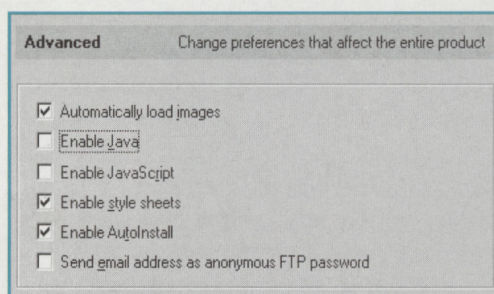 Advanced Change preferences that affect the entire product
Automatically load images
Enable Java
Enable JavaScript
Enable style sheets
Enable AutoInstall
Send email address as anonymous FTP password